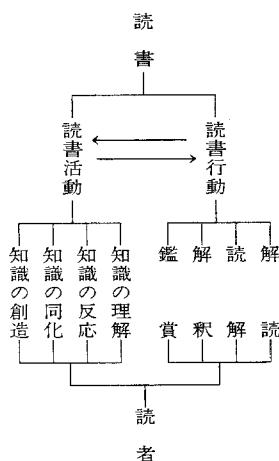 読書
読書行動
読書活動
解読
読解
解釈
鑑賞
知識の理解
知識の反応
知識の同化
知識の創造
読者